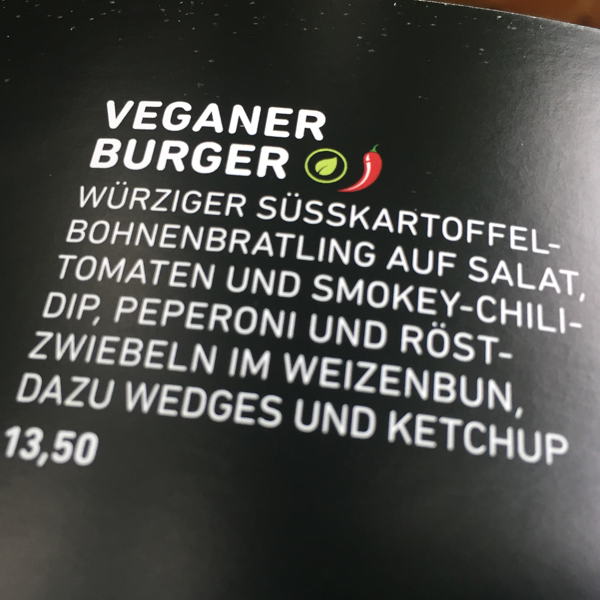 VEGANER
BURGER
WÜRZIGER SÜSSKARTOFFEL-
BOHNENBRATLING AUF SALAT,
TOMATEN UND SMOKEY-CHILI-
DIP, PEPERONI UND RÖST-
ZWIEBELN IM WEIZENBUN,
DAZU WEDGES UND KETCHUP
13,50